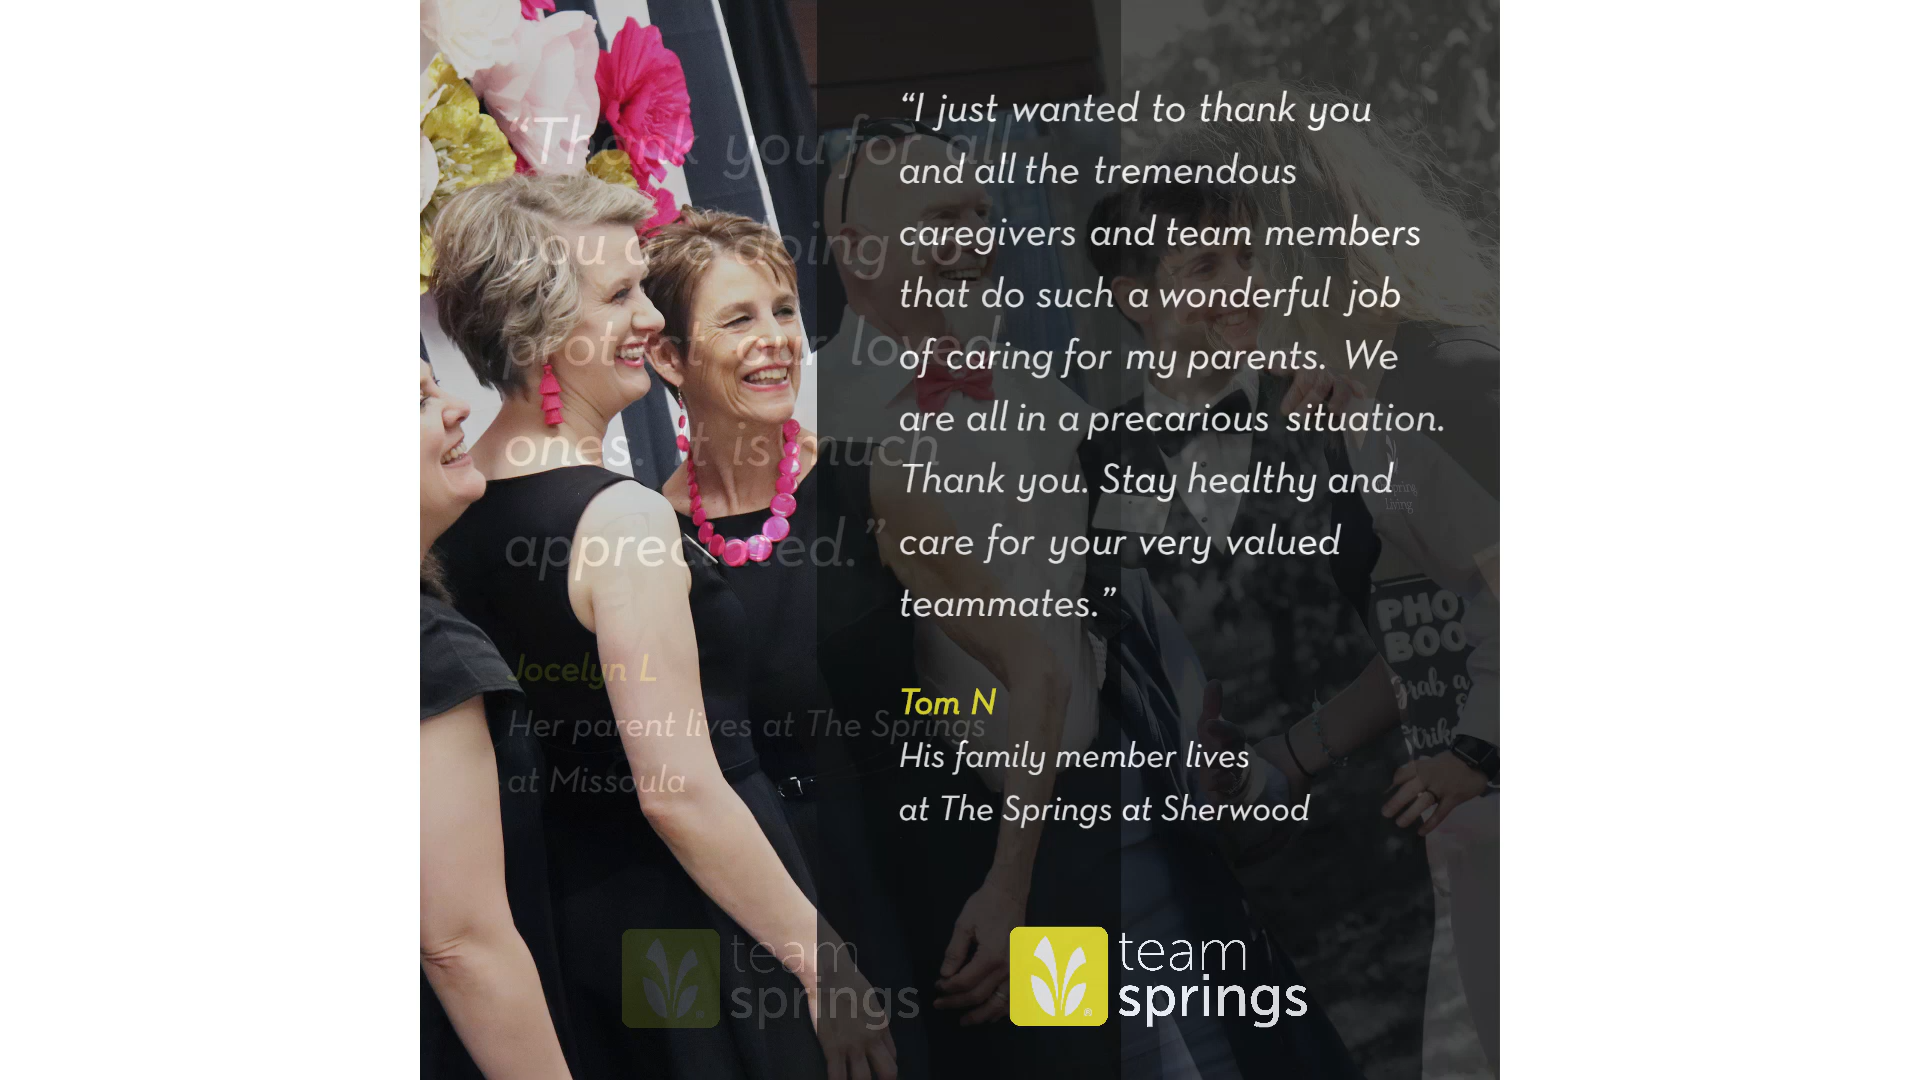 “I just wanted to thank you
and all the tremendous
caregivers and team members
that do such a wonderful job
of caring for my parents. We
are all in a precarious situation.
Thank you. Stay healthy and
care for your very valued
teammates.”
Tom N
His family member lives
at The Springs at Sherwood
team
springs
“Thank you for all
you are doing to
protect our loved
ones. It is much
appreciated.”
Jocelyn L
Her parent lives at The Springs
at Missoula
team
springs
Living
PHO
BOO
Grab a
Strike